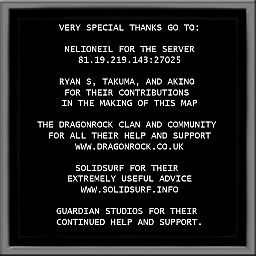 VERY SPECIAL THANKS GO TO:
NELIONEIL FOR THE SERVER
81.19.219.143:27025
RYAN S, TAKUMA, AND AKINO
FOR THEIR CONTRIBUTIONS
IN THE MAKING OF THIS MAP
THE DRAGONROCK CLAN AND COMMUNITY
FOR ALL THEIR HELP AND SUPPORT
WWW.DRAGONROCK.CO.UK
SOLIDSURF FOR THEIR
EXTREMELY USEFUL ADVICE
WWW.SOLIDSURF.INFO
GUARDIAN STUDIOS FOR THEIR
CONTINUED HELP AND SUPPORT.